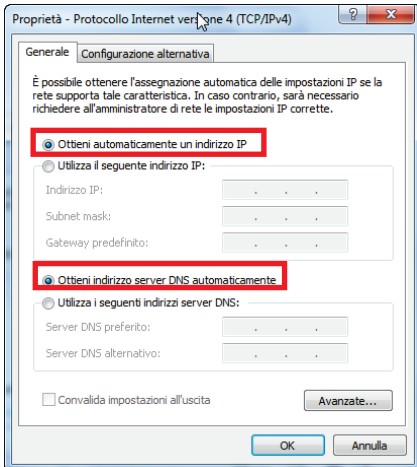 Proprietà - Protocollo Internet versione 4 (TCP/IPv4)
Generale
Configurazione alternativa
È possibile ottenere l'assegnazione automatica delle impostazioni IP se la
rete supporta tale caratteristica. In caso contrario, sarà necessario
richiedere all'amministratore di rete le impostazioni IP corrette.
Ottieni automaticamente un indirizzo IP
Utilizza il seguente indirizzo IP:
Indirizzo IP:
Subnet mask:
Gateway predefinito:
Ottieni indirizzo server DNS automaticamente
Utilizza i seguenti indirizzi server DNS:
Server DNS preferito:
Server DNS alternativo:
Convalida impostazioni all'uscita
Avanzate...
OK
Annulla